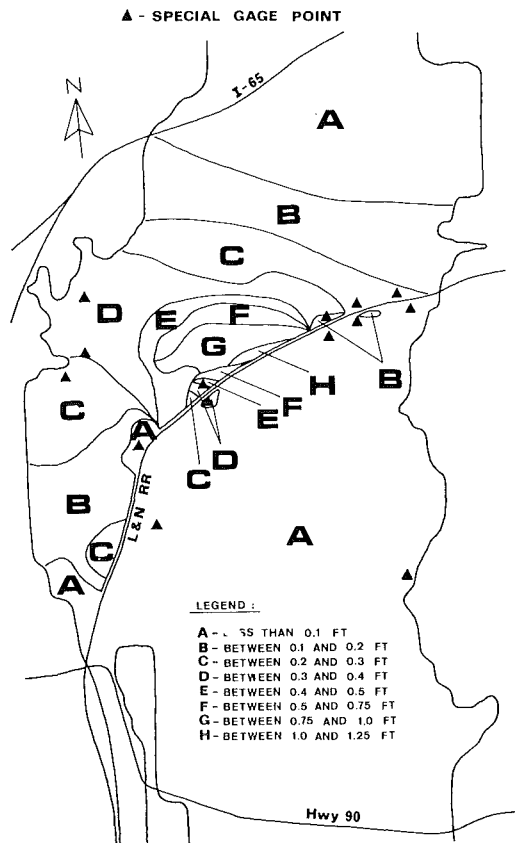 ▲ - SPECIAL GAGE POINT
N
I-65
A
B
C
D
E
F
G
H
B
C
F
E
A
D
C
B
L & N RR
C
A
A
LEGEND :
A - SS THAN 0.1 FT
B - BETWEEN 0.1 AND 0.2 FT
C - BETWEEN 0.2 AND 0.3 FT
D - BETWEEN 0.3 AND 0.4 FT
E - BETWEEN 0.4 AND 0.5 FT
F - BETWEEN 0.5 AND 0.75 FT
G - BETWEEN 0.75 AND 1.0 FT
H - BETWEEN 1.0 AND 1.25 FT
Hwy 90